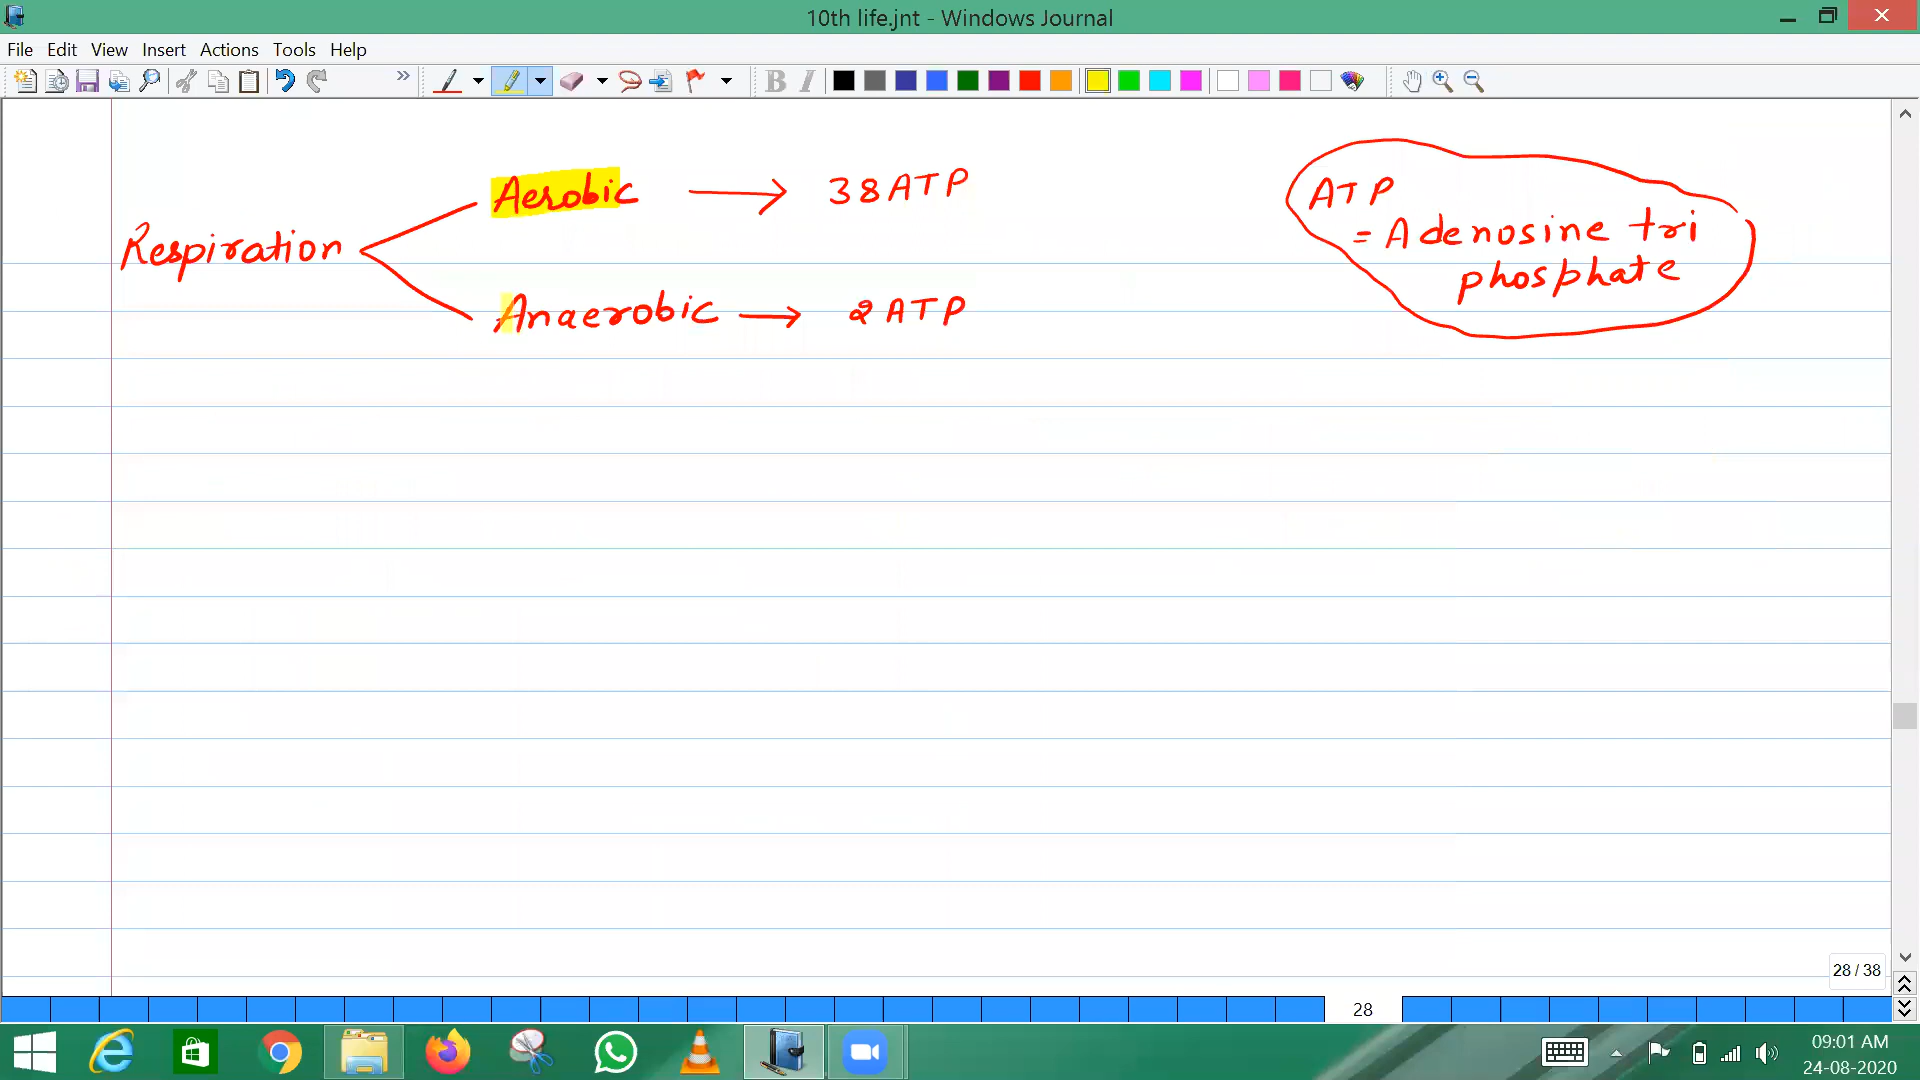 10th life.jnt - Windows Journal
File Edit View Insert Actions Tools Help
B I
Aerobic → 38 ATP
Respiration
Anaerobic → 2 ATP
ATP
= Adenosine tri
phosphate
28 / 38
28
09:01 AM
24-08-2020